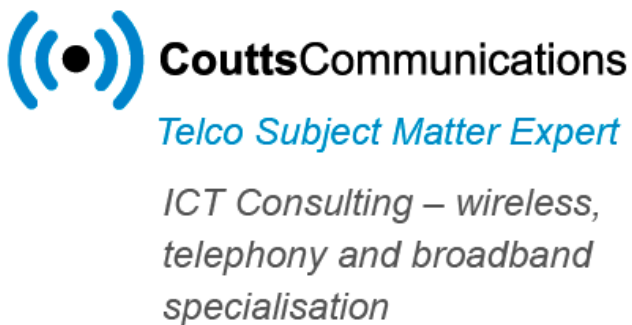 CouttsCommunications
Telco Subject Matter Expert
ICT Consulting – wireless,
telephony and broadband
specialisation